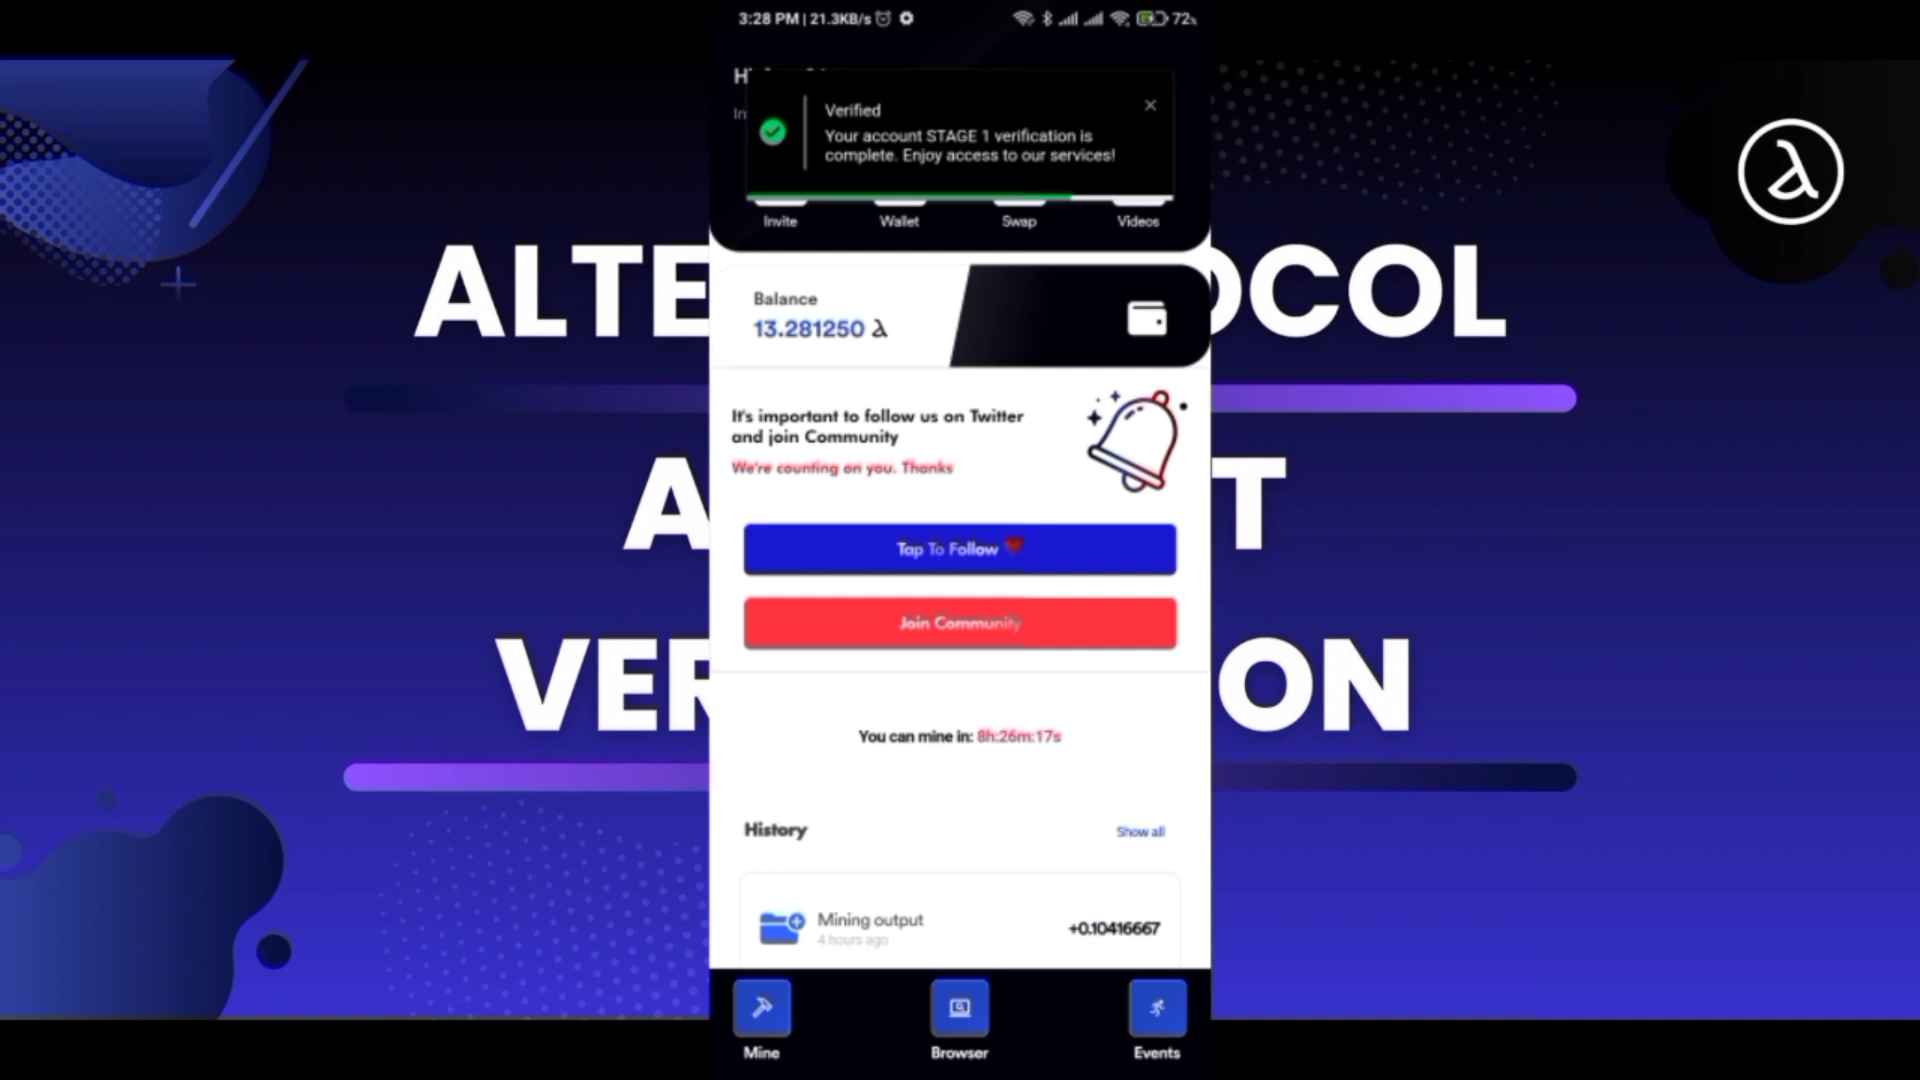 3:28 PM | 21.3KB/s
72%
Verified
Your account STAGE 1 verification is
complete. Enjoy access to our services!
Invite
Wallet
Swap
Videos
Balance
13.281250 λ
It's important to follow us on Twitter
and join Community
We're counting on you. Thanks
Tap To Follow ❤
Join Community
You can mine in: 8h:26m:17s
History
Show all
Mining output
+0.10416667
4 hours ago
Mine
Browser
Events
ALTE
OCOL
A
T
VER
ON